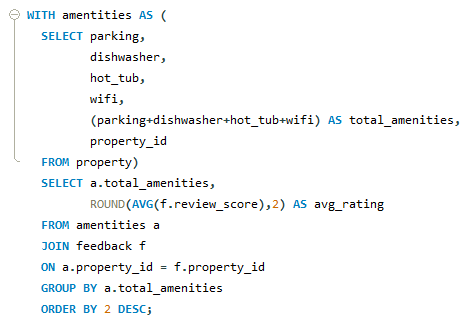 WITH amentities AS (
SELECT parking,
dishwasher,
hot_tub,
wifi,
(parking+dishwasher+hot_tub+wifi) AS total_amenities,
property_id
FROM property)
SELECT a.total_amenities,
ROUND(AVG(f.review_score),2) AS avg_rating
FROM amentities a
JOIN feedback f
ON a.property_id = f.property_id
GROUP BY a.total_amenities
ORDER BY 2 DESC;